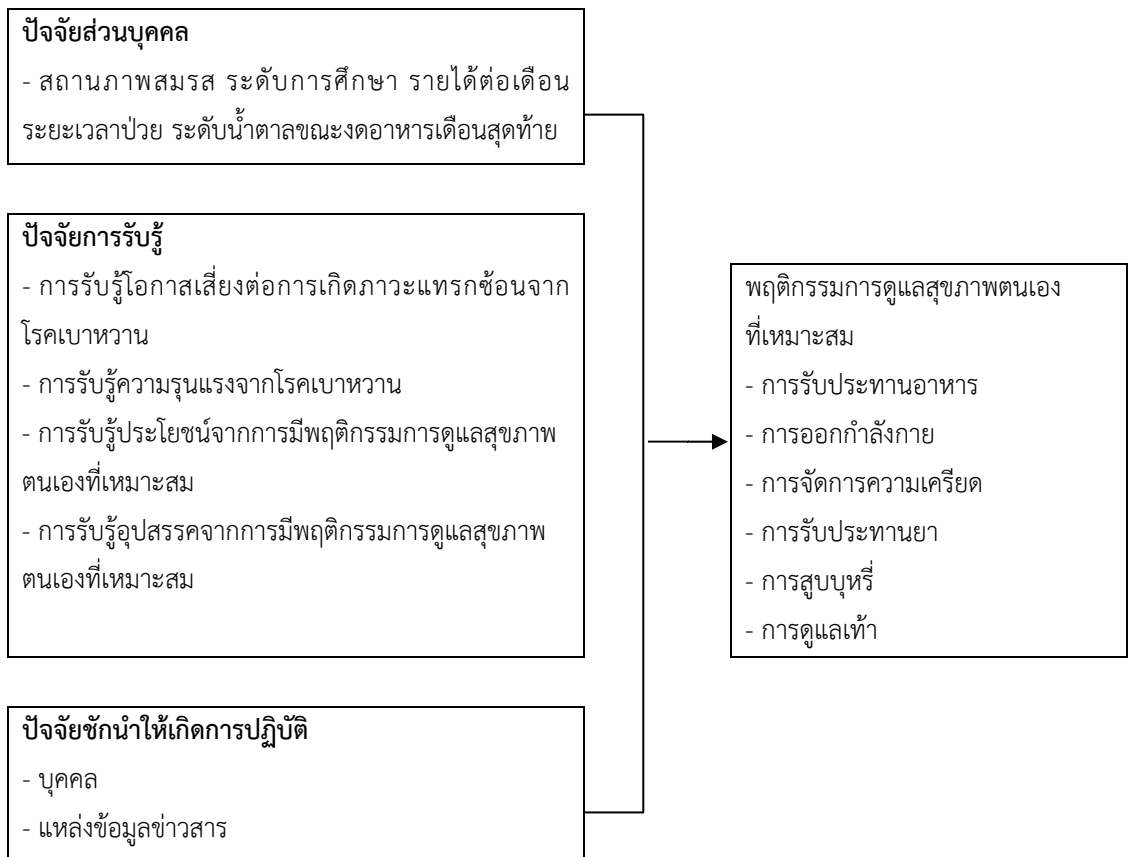 ปัจจัยส่วนบุคคล
- สถานภาพสมรส ระดับการศึกษา รายได้ต่อเดือน
ระยะเวลาป่วย ระดับน้ำตาลขณะงดอาหารเดือนสุดท้าย
ปัจจัยการรับรู้
- การรับรู้โอกาสเสี่ยงต่อการเกิดภาวะแทรกซ้อนจาก
โรคเบาหวาน
- การรับรู้ความรุนแรงจากโรคเบาหวาน
- การรับรู้ประโยชน์จากการมีพฤติกรรมการดูแลสุขภาพ
ตนเองที่เหมาะสม
- การรับรู้อุปสรรคจากการมีพฤติกรรมการดูแลสุขภาพ
ตนเองที่เหมาะสม
ปัจจัยชักนำให้เกิดการปฏิบัติ
- บุคคล
- แหล่งข้อมูลข่าวสาร
พฤติกรรมการดูแลสุขภาพตนเอง
ที่เหมาะสม
- การรับประทานอาหาร
- การออกกำลังกาย
- การจัดการความเครียด
- การรับประทานยา
- การสูบบุหรี่
- การดูแลเท้า